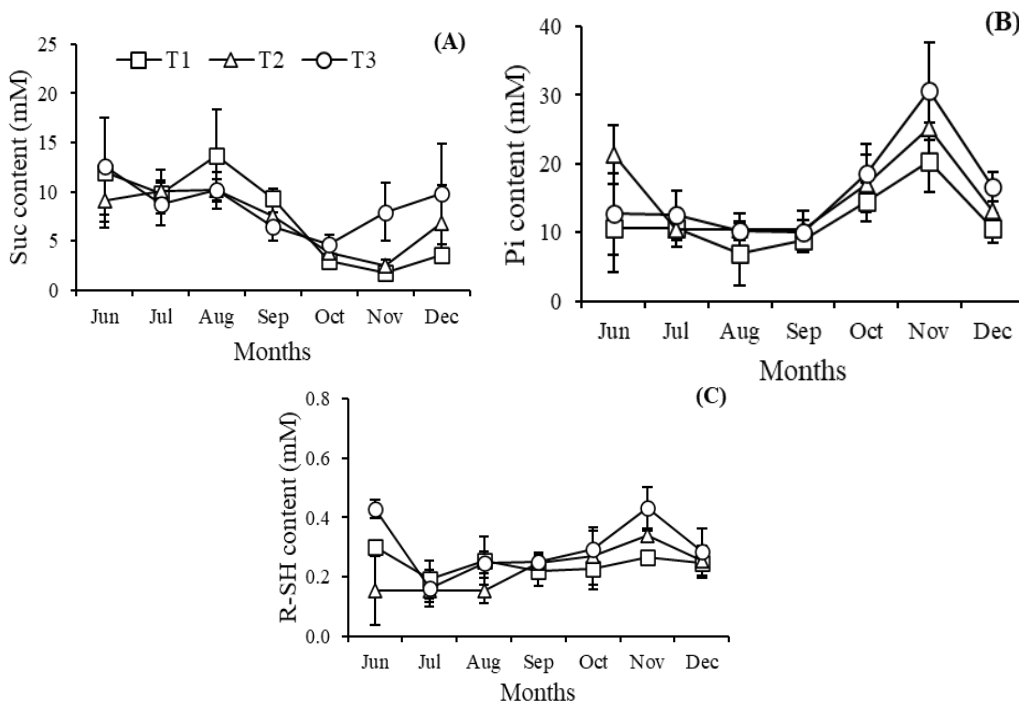 (A)
25
20
15
10
5
0
Suc content (mM)
T1 T2 T3
Jun Jul Aug Sep Oct Nov Dec
Months
(B)
40
30
20
10
0
Pi content (mM)
Jun Jul Aug Sep Oct Nov Dec
Months
(C)
0.8
0.6
0.4
0.2
0.0
R-SH content (mM)
Jun Jul Aug Sep Oct Nov Dec
Months